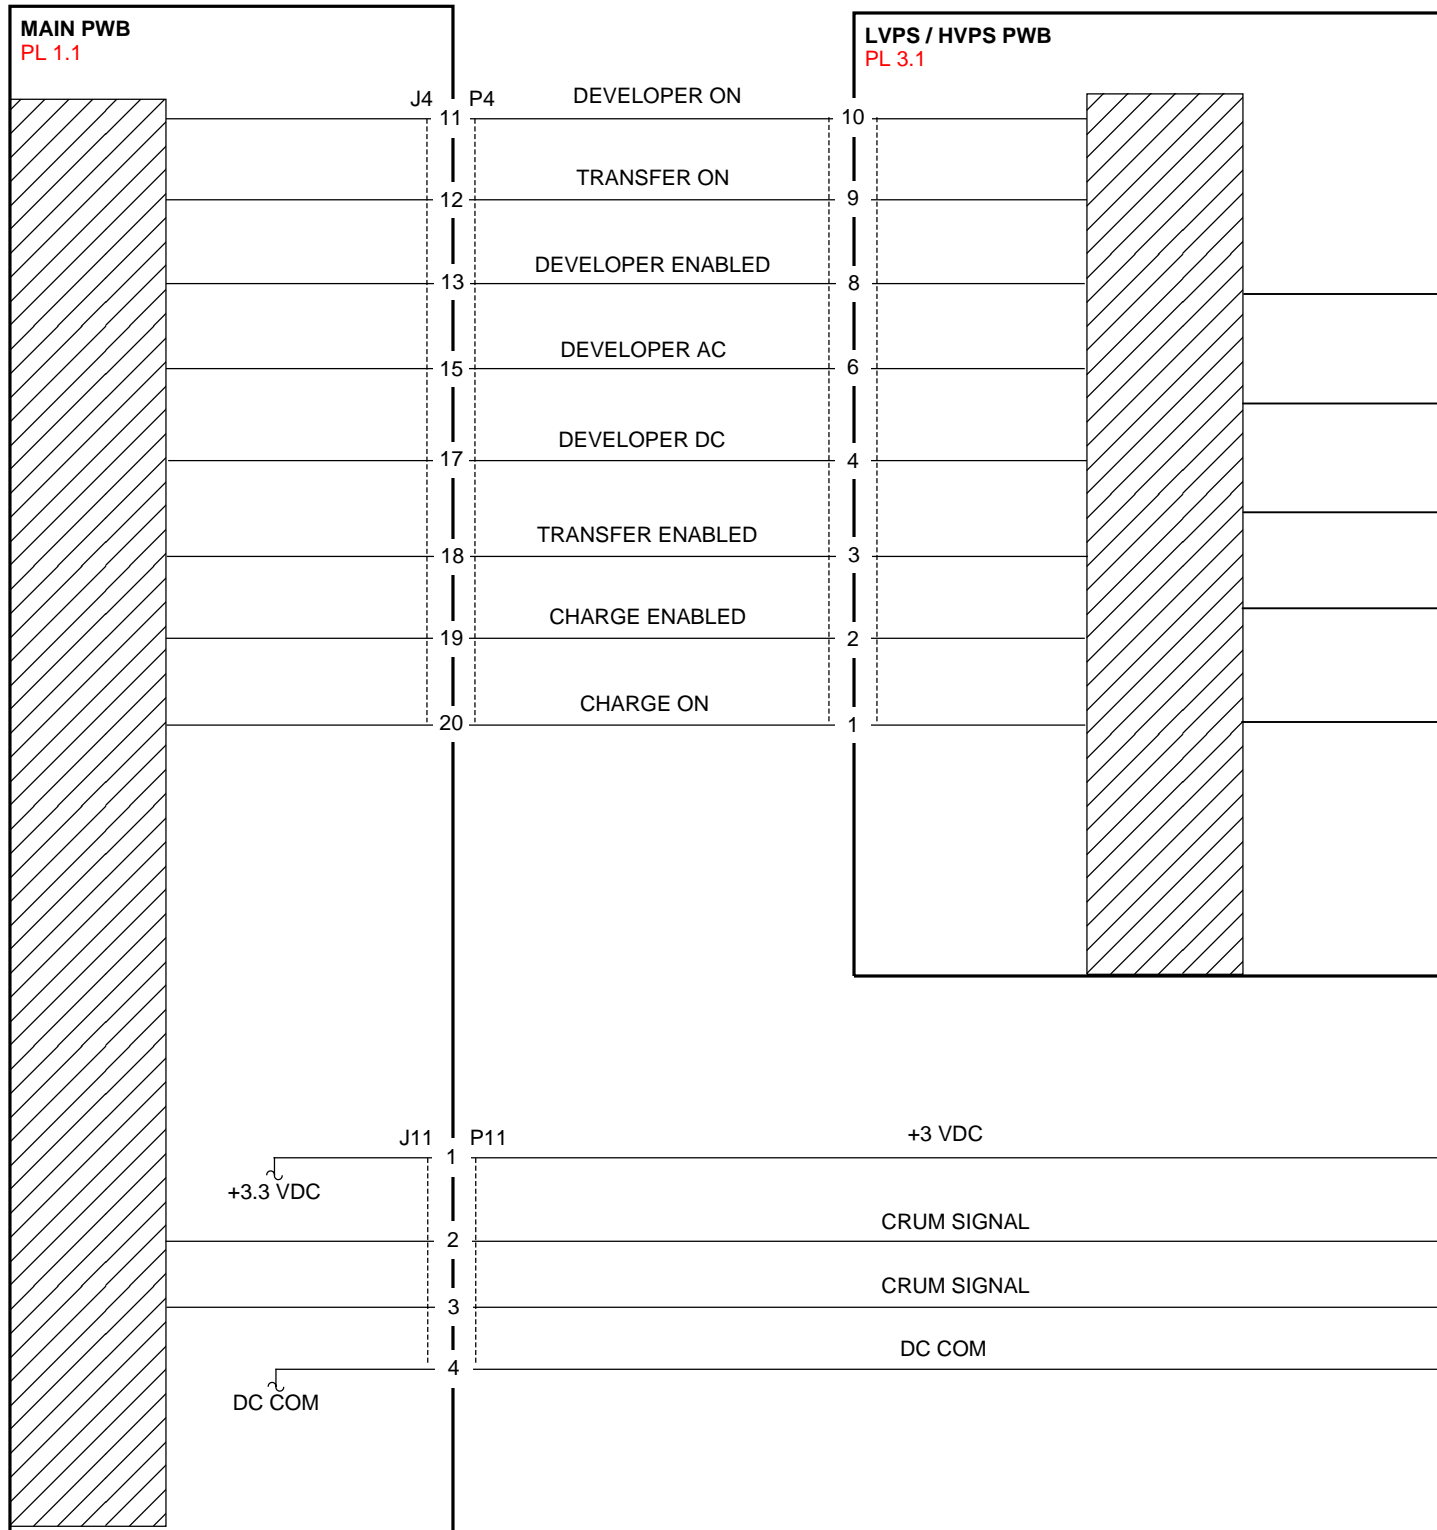 MAIN PWB
PL 1.1
LVPS / HVPS PWB
PL 3.1
J4 P4 DEVELOPER ON
11 10
TRANSFER ON
12 9
DEVELOPER ENABLED
13 8
DEVELOPER AC
15 6
DEVELOPER DC
17 4
TRANSFER ENABLED
18 3
CHARGE ENABLED
19 2
CHARGE ON
20 1
J11 P11 +3 VDC
1
+3.3 VDC
CRUM SIGNAL
2
CRUM SIGNAL
3
DC COM
4
DC COM